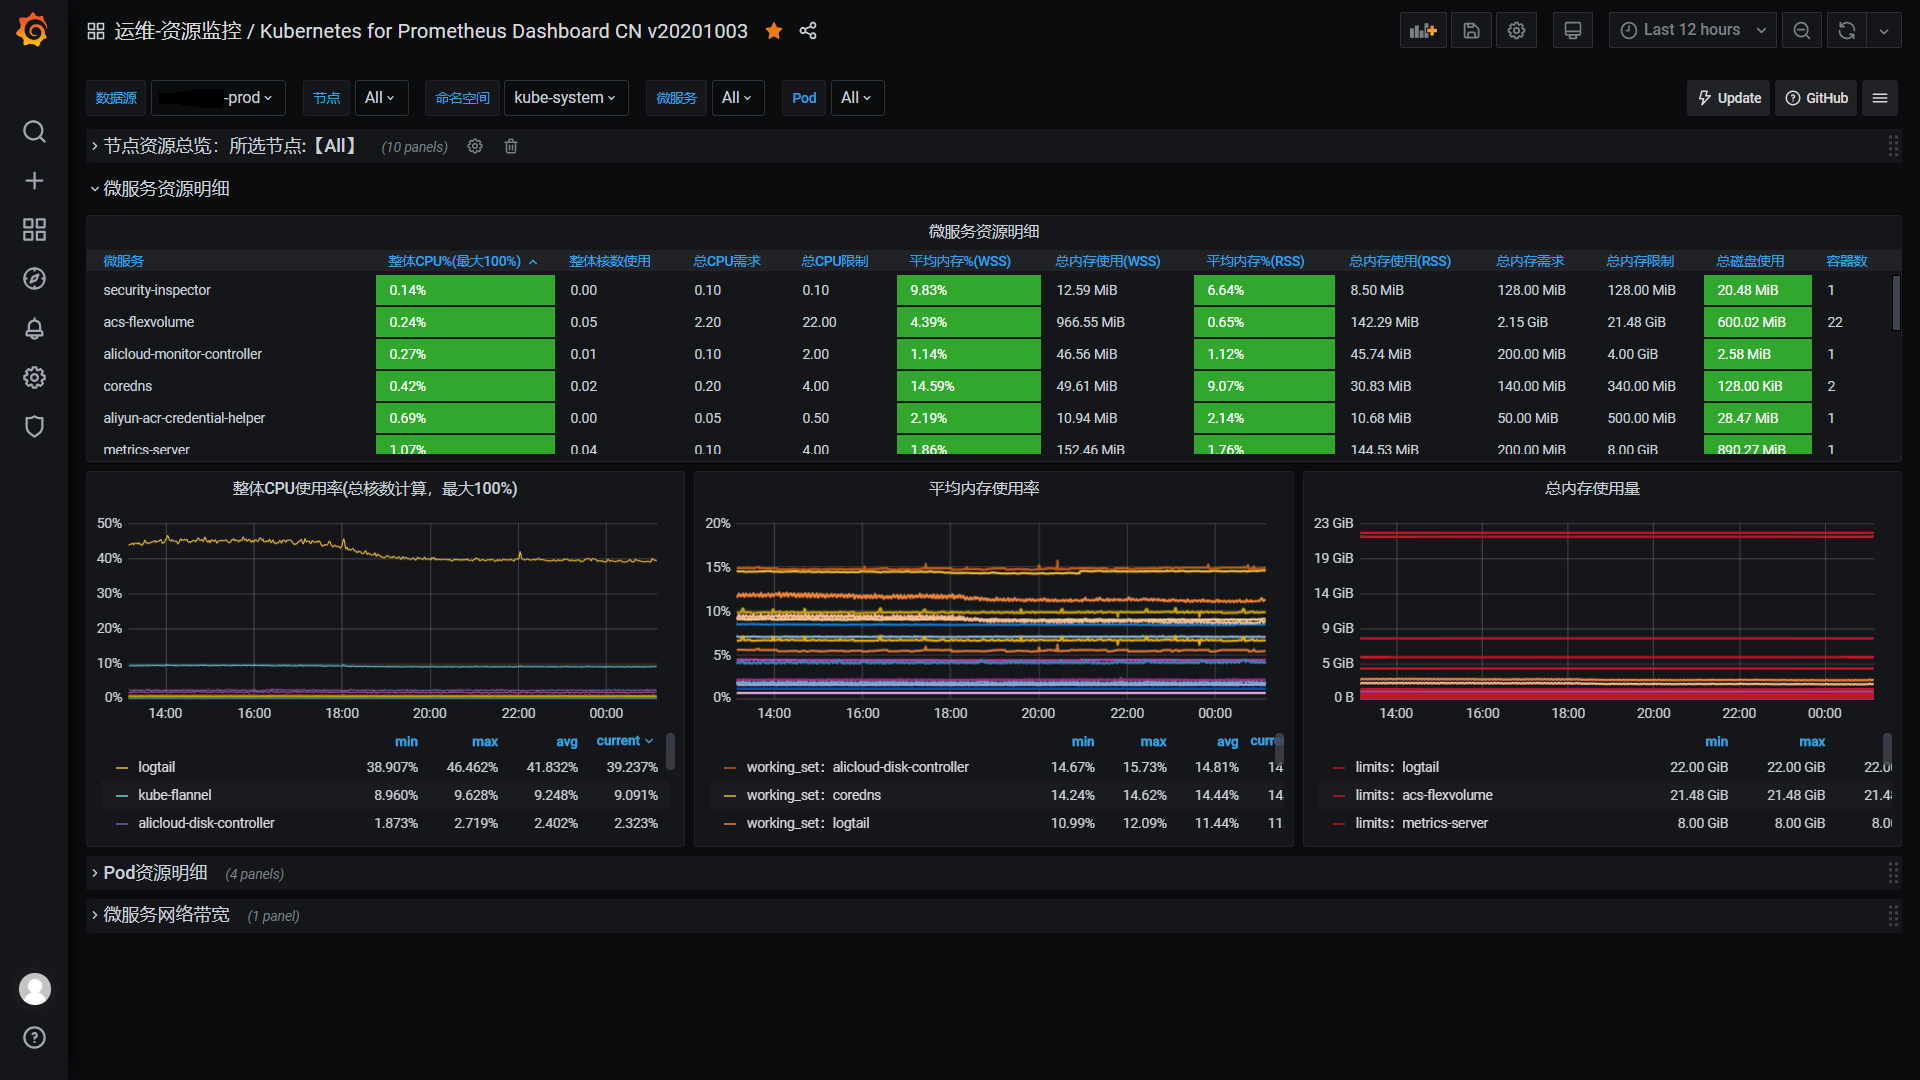 运维-资源监控 / Kubernetes for Prometheus Dashboard CN v20201003
Last 12 hours
数据源 -prod 节点 All 命名空间 kube-system 微服务 All Pod All Update GitHub
节点资源总览：所选节点:【All】 (10 panels)
微服务资源明细
微服务资源明细
微服务 整体CPU%(最大100%) 整体核数使用 总CPU需求 总CPU限制 平均内存%(WSS) 总内存使用(WSS) 平均内存%(RSS) 总内存使用(RSS) 总内存需求 总内存限制 总磁盘使用 容器数
security-inspector 0.14% 0.00 0.10 0.10 9.83% 12.59 MiB 6.64% 8.50 MiB 128.00 MiB 128.00 MiB 20.48 MiB 1
acs-flexvolume 0.24% 0.05 2.20 22.00 4.39% 966.55 MiB 0.65% 142.29 MiB 2.15 GiB 21.48 GiB 600.02 MiB 22
alicloud-monitor-controller 0.27% 0.01 0.10 2.00 1.14% 46.56 MiB 1.12% 45.74 MiB 200.00 MiB 4.00 GiB 2.58 MiB 1
coredns 0.42% 0.02 0.20 4.00 14.59% 49.61 MiB 9.07% 30.83 MiB 140.00 MiB 340.00 MiB 128.00 KiB 2
aliyun-acr-credential-helper 0.69% 0.00 0.05 0.50 2.19% 10.94 MiB 2.14% 10.68 MiB 50.00 MiB 500.00 MiB 28.47 MiB 1
metrics-server 1.07% 0.04 0.10 4.00 1.86% 152.46 MiB 1.76% 144.53 MiB 200.00 MiB 8.00 GiB 890.27 MiB 1
整体CPU使用率(总核数计算，最大100%)
50%
40%
30%
20%
10%
0%
14:00 16:00 18:00 20:00 22:00 00:00
min max avg current
logtail 38.907% 46.462% 41.832% 39.237%
kube-flannel 8.960% 9.628% 9.248% 9.091%
alicloud-disk-controller 1.873% 2.719% 2.402% 2.323%
平均内存使用率
20%
15%
10%
5%
0%
14:00 16:00 18:00 20:00 22:00 00:00
min max avg curre
working_set：alicloud-disk-controller 14.67% 15.73% 14.81% 14
working_set：coredns 14.24% 14.62% 14.44% 14.
working_set：logtail 10.99% 12.09% 11.44% 11.
总内存使用量
23 GiB
19 GiB
14 GiB
9 GiB
5 GiB
0 B
14:00 16:00 18:00 20:00 22:00 00:00
min max
limits：logtail 22.00 GiB 22.00 GiB 22.0
limits：acs-flexvolume 21.48 GiB 21.48 GiB 21.4
limits：metrics-server 8.00 GiB 8.00 GiB 8.0
Pod资源明细 (4 panels)
微服务网络带宽 (1 panel)